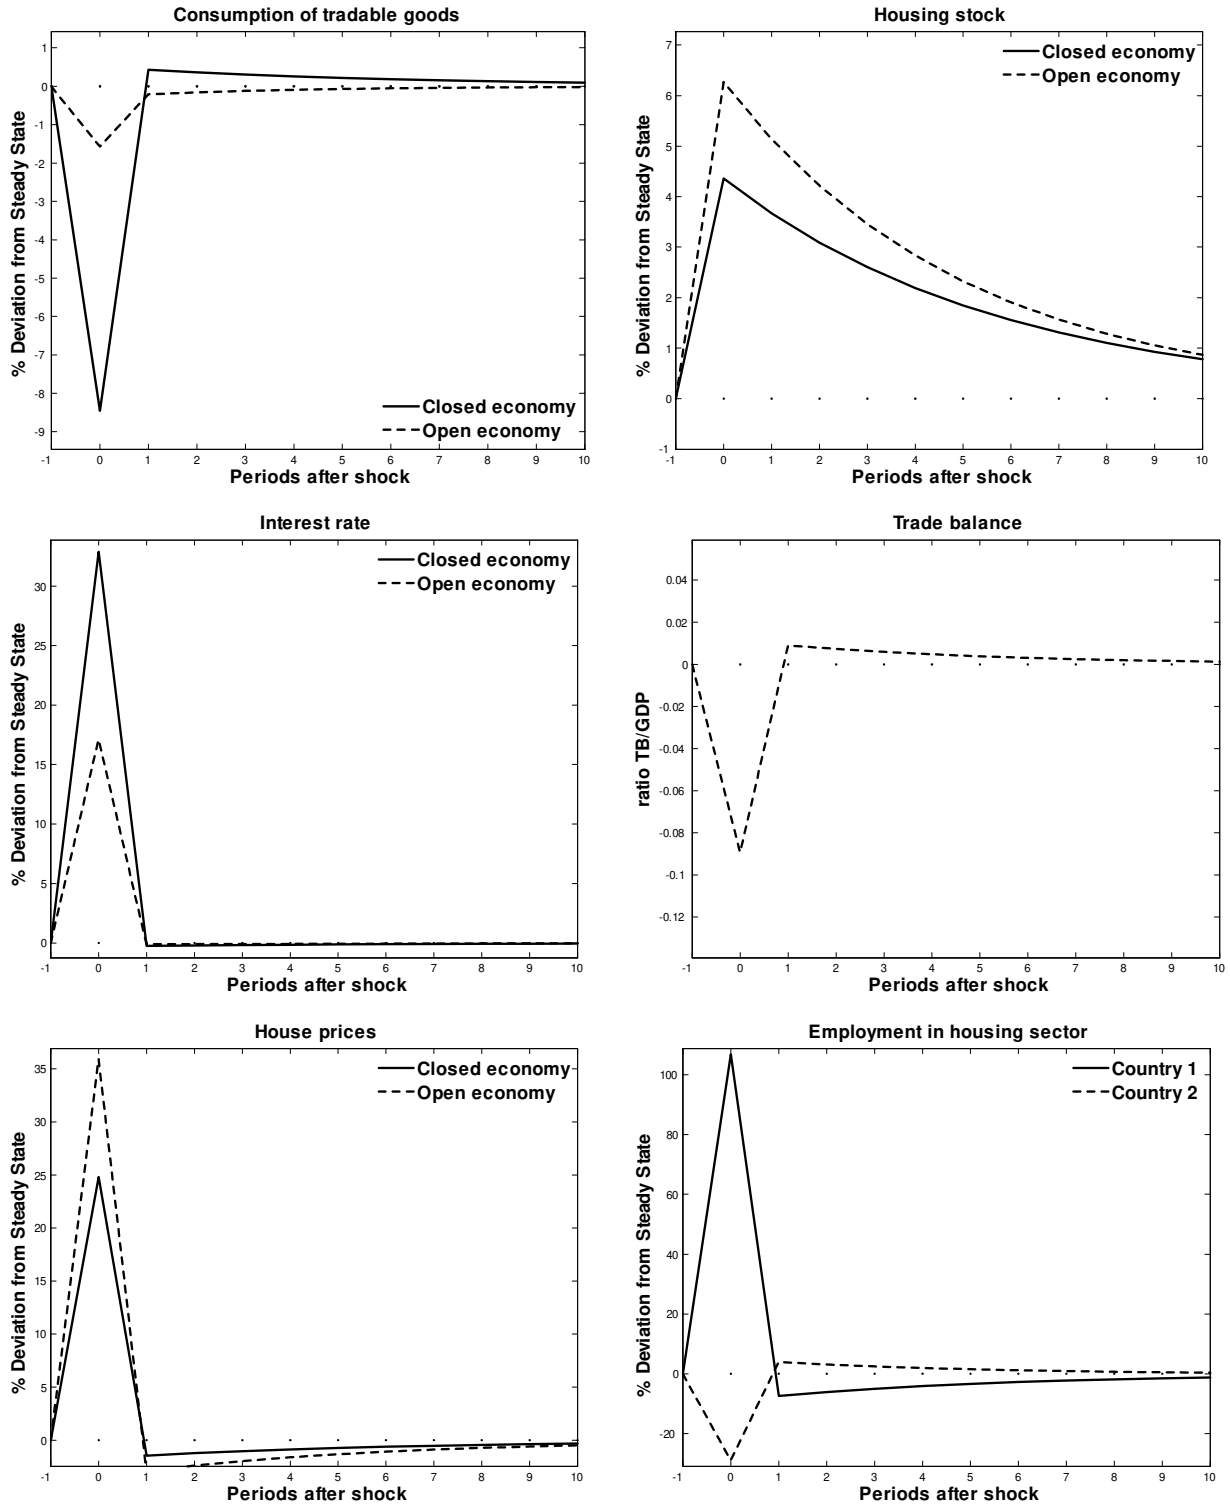 Consumption of tradable goods
% Deviation from Steady State
1
0
-1
-2
-3
-4
-5
-6
-7
-8
-9
Closed economy
Open economy
-1 0 1 2 3 4 5 6 7 8 9 10
Periods after shock
Housing stock
% Deviation from Steady State
7
6
5
4
3
2
1
0
-1
Closed economy
Open economy
-1 0 1 2 3 4 5 6 7 8 9 10
Periods after shock
Interest rate
% Deviation from Steady State
30
25
20
15
10
5
0
Closed economy
Open economy
-1 0 1 2 3 4 5 6 7 8 9 10
Periods after shock
Trade balance
ratio TB/GDP
0.04
0.02
0
-0.02
-0.04
-0.06
-0.08
-0.1
-0.12
-1 0 1 2 3 4 5 6 7 8 9 10
Periods after shock
House prices
% Deviation from Steady State
35
30
25
20
15
10
5
0
Closed economy
Open economy
-1 0 1 2 3 4 5 6 7 8 9 10
Periods after shock
Employment in housing sector
% Deviation from Steady State
100
80
60
40
20
0
-20
Country 1
Country 2
-1 0 1 2 3 4 5 6 7 8 9 10
Periods after shock